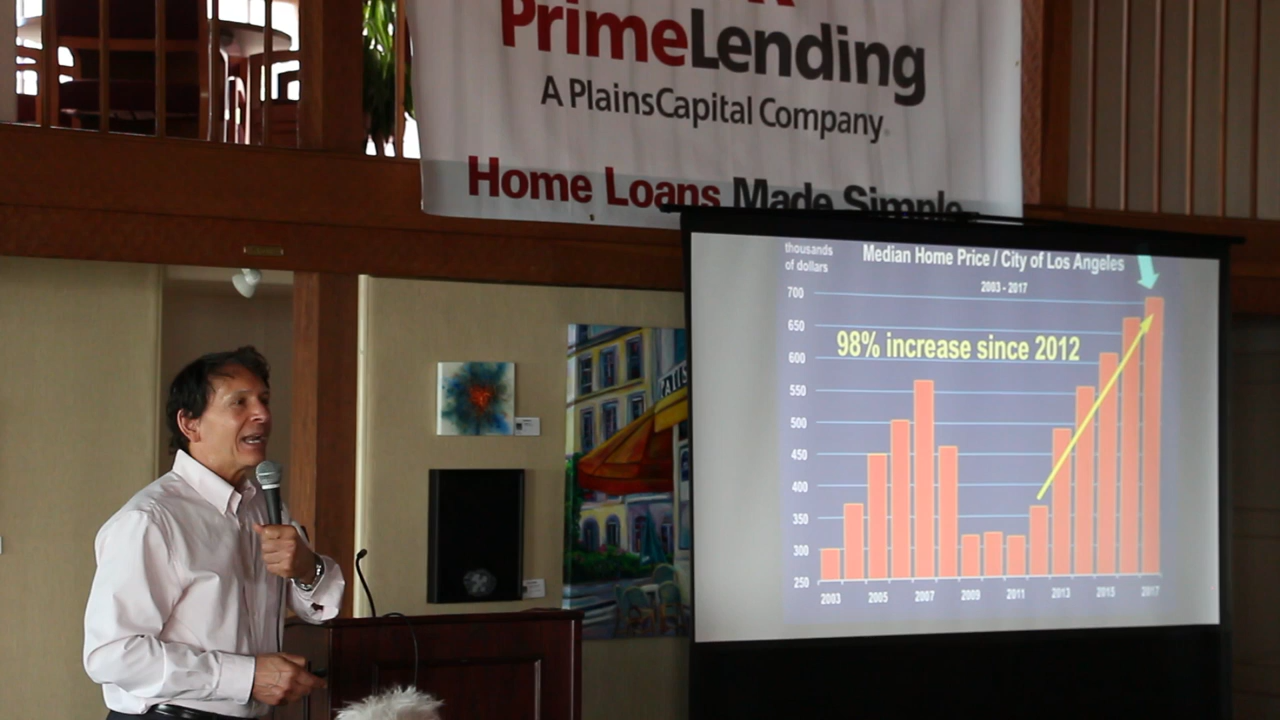 PrimeLending
A PlainsCapital Company.
Home Loans Made Simple
thousands
of dollars
Median Home Price / City of Los Angeles
2003 - 2017
98% increase since 2012
700
650
600
550
500
450
400
350
300
250
2003 2005 2007 2009 2011 2013 2015 2017